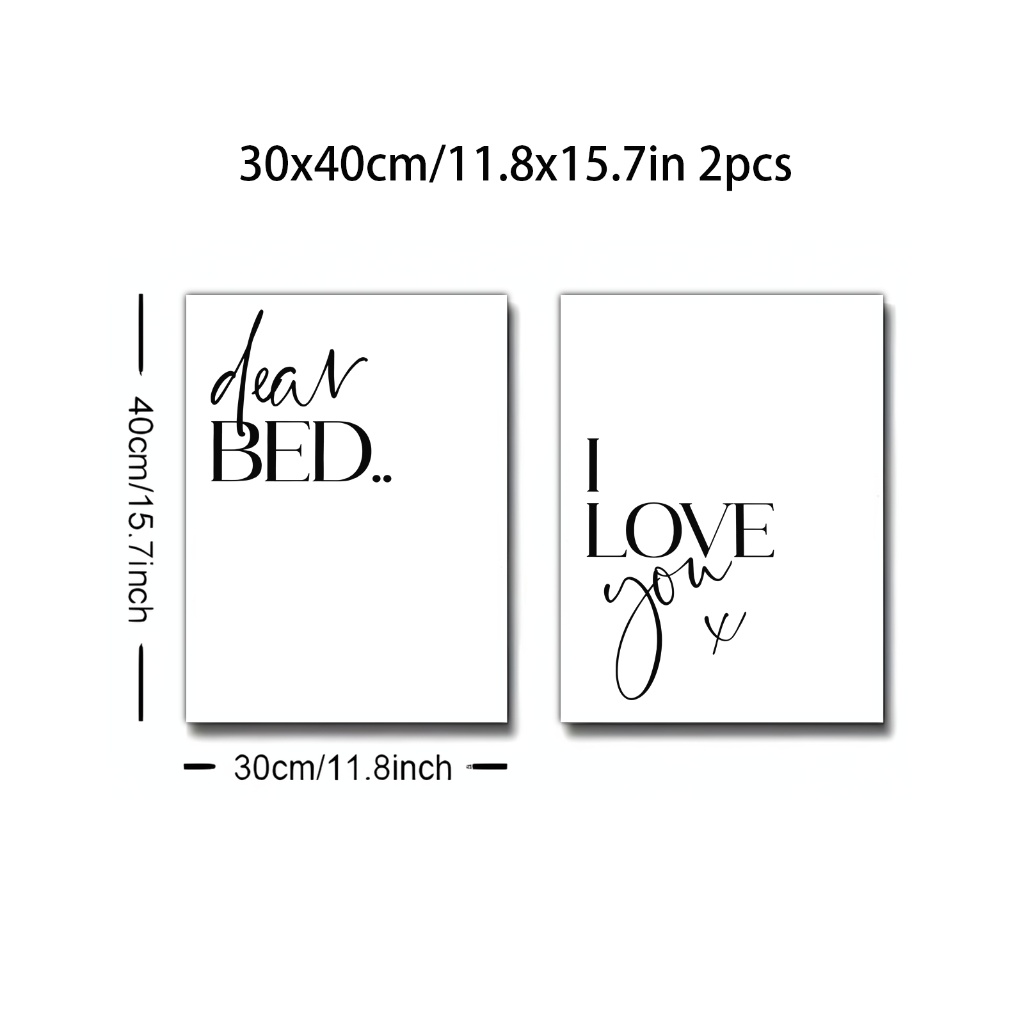 30x40cm/11.8x15.7in 2pcs
40cm/15.7inch
dear
BED..
I
LOVE
you
x
30cm/11.8inch